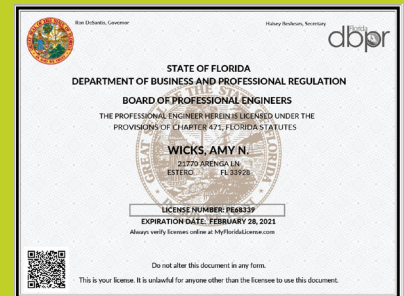 Ron DeSantis, Governor
Halsey Beshears, Secretary
Florida
dbpr
STATE OF FLORIDA
DEPARTMENT OF BUSINESS AND PROFESSIONAL REGULATION
BOARD OF PROFESSIONAL ENGINEERS
THE PROFESSIONAL ENGINEER HEREIN IS LICENSED UNDER THE
PROVISIONS OF CHAPTER 471, FLORIDA STATUTES
WICKS, AMY N.
21770 ARENGA LN
ESTERO FL 33928
LICENSE NUMBER: PE68339
EXPIRATION DATE: FEBRUARY 28, 2021
Always verify licenses online at MyFloridaLicense.com
Do not alter this document in any form.
This is your license. It is unlawful for anyone other than the licensee to use this document.